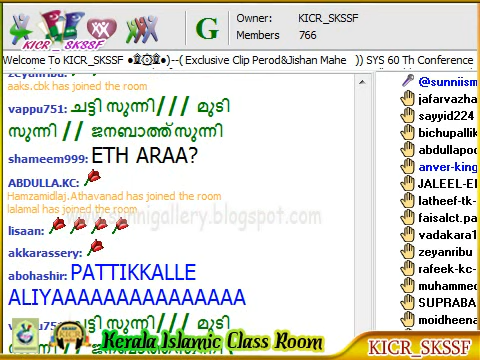 KICR_SKSSF
G
Owner: KICR_SKSSF
Members 766
Welcome To KICR_SKSSF )--( Exclusive Clip Perod&Jishan Mahe )) SYS 60 Th Conference
zeyanribu:
aaks.cbk has joined the room
vappu751: ചട്ടി സുന്നി/// മുടി
സുന്നി // ജനബാത്ത് സുന്നി
shameem999: ETH ARAA?
ABDULLA.KC:
Hamzamidlaj.Athavanad has joined the room
lalamal has joined the room
lisaan:
akkarassery:
abohashir: PATTIKKALLE
ALIYAAAAAAAAAAAAAAA
ചട്ടി സുന്നി/// മുടി
@sunniism
jafarvazha
sayyid224
bichupallik
abdullapoo
anver-king
JALEEL-El
latheef-tk-
faisalct.pa
vadakara1
zeyanribu
rafeek-kc-
muhammed
SUPRABA
moidheena
Kerala Islamic Class Room
KICR_SKSSF